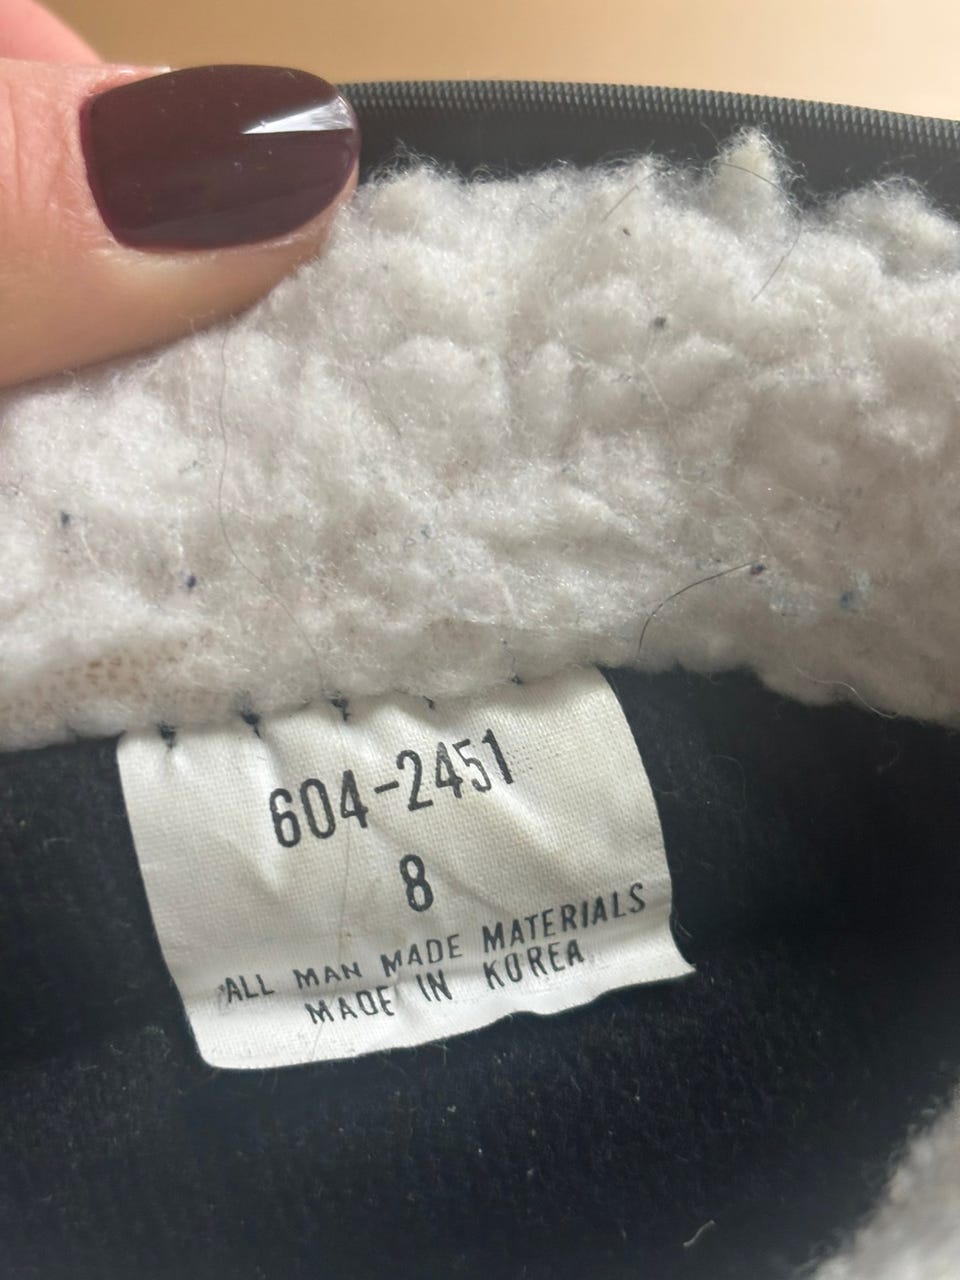 604-2451
8
ALL MAN MADE MATERIALS
MADE IN KOREA